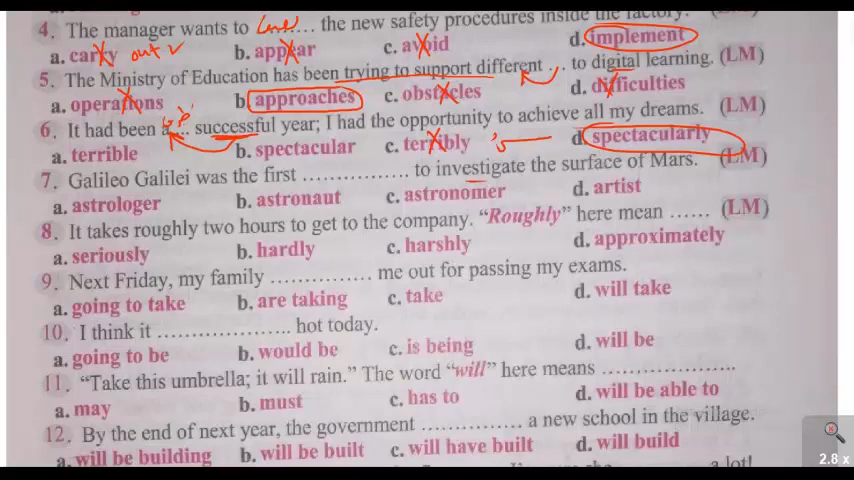 4. The manager wants to ......... the new safety procedures inside the factory.
a. carry out b. appear c. avoid d. implement
5. The Ministry of Education has been trying to support different ... to digital learning. (LM)
a. operations b. approaches c. obstacles d. difficulties
6. It had been a... successful year; I had the opportunity to achieve all my dreams. (LM)
a. terrible b. spectacular c. terribly d. spectacularly
7. Galileo Galilei was the first ................ to investigate the surface of Mars. (LM)
a. astrologer b. astronaut c. astronomer d. artist
8. It takes roughly two hours to get to the company. “Roughly” here mean ...... (LM)
a. seriously b. hardly c. harshly d. approximately
9. Next Friday, my family ............... me out for passing my exams.
a. going to take b. are taking c. take d. will take
10. I think it .................... hot today.
a. going to be b. would be c. is being d. will be
11. “Take this umbrella; it will rain.” The word “will” here means ....................
a. may b. must c. has to d. will be able to
12. By the end of next year, the government ............... a new school in the village.
a. will be building b. will be built c. will have built d. will build
a lot!
2.8 x